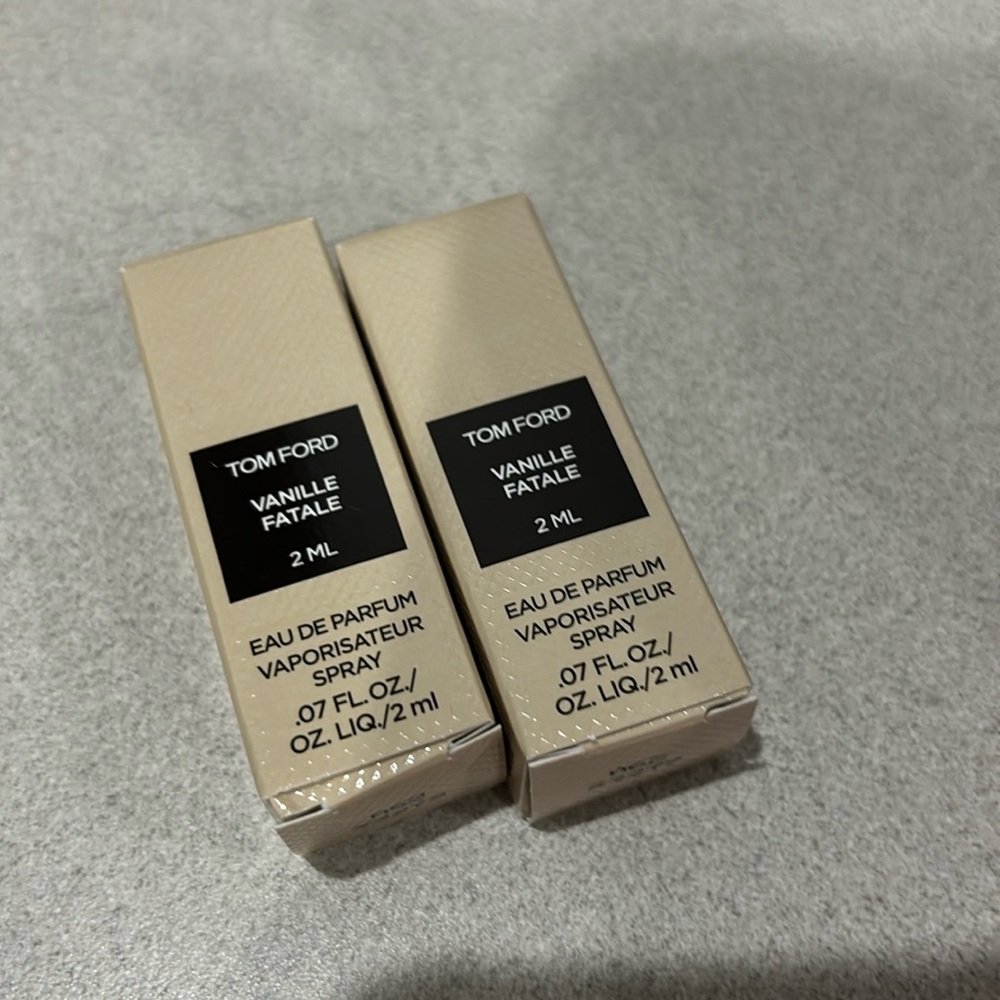 TOM FORD
VANILLE
FATALE
2 ML
EAU DE PARFUM
VAPORISATEUR
SPRAY
.07 FL.OZ./
OZ. LIQ./2 ml
TOM FORD
VANILLE
FATALE
2 ML
EAU DE PARFUM
VAPORISATEUR
SPRAY
.07 FL.OZ./
OZ. LIQ./2 ml